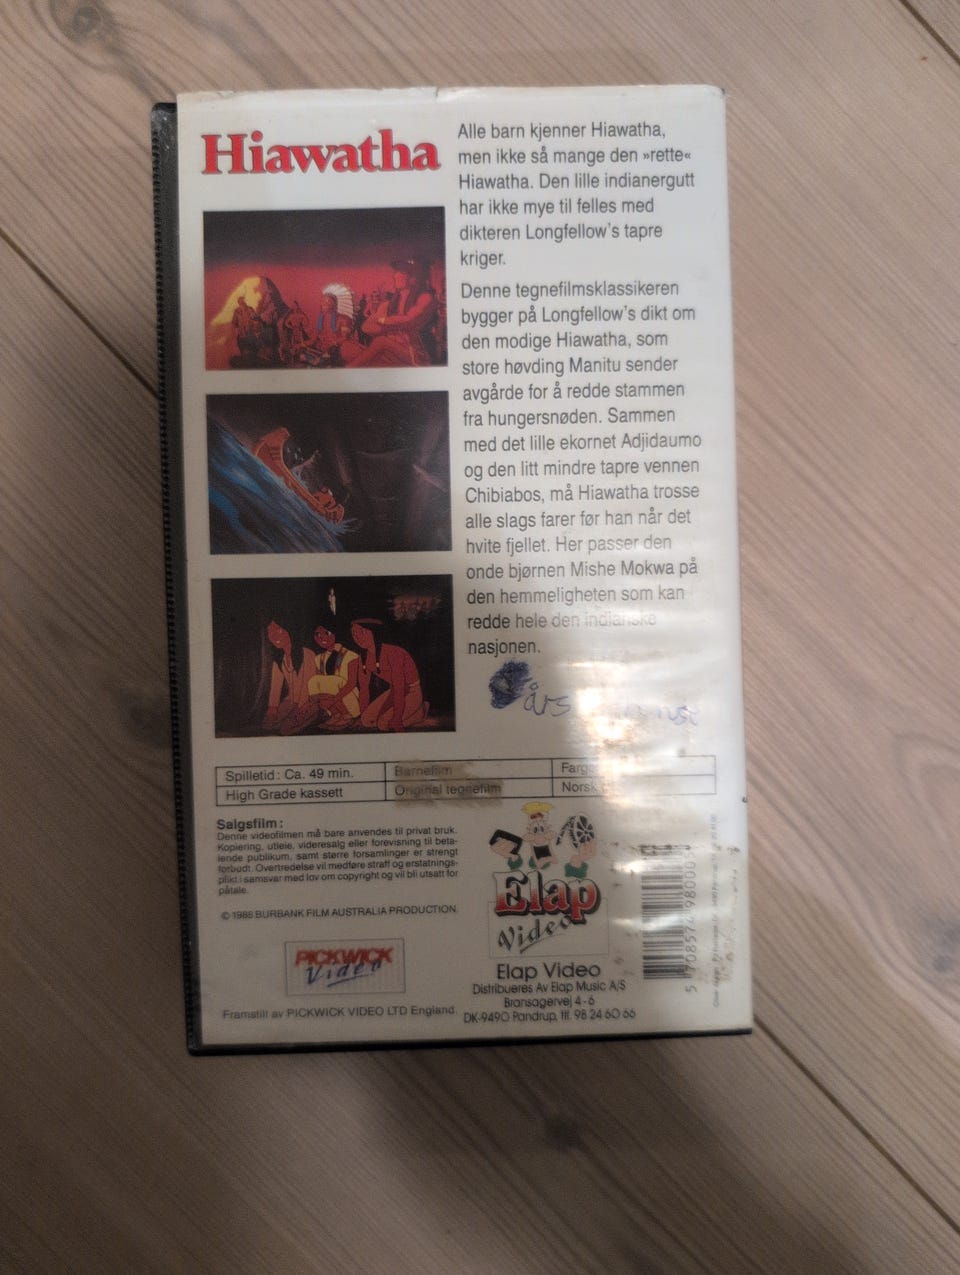 Hiawatha
Alle barn kjenner Hiawatha,
men ikke så mange den »rette«
Hiawatha. Den lille indianergutt
har ikke mye til felles med
dikteren Longfellow's tapre
kriger.
Denne tegnefilmsklassikeren
bygger på Longfellow's dikt om
den modige Hiawatha, som
store høvding Manitu sender
avgårde for å redde stammen
fra hungersnøden. Sammen
med det lille ekornet Adjidaumo
og den litt mindre tapre vennen
Chibiabos, må Hiawatha trosse
alle slags farer før han når det
hvite fjellet. Her passer den
onde bjørnen Mishe Mokwa på
den hemmeligheten som kan
redde hele den indianske
nasjonen.
års
Spilletid: Ca. 49 min.
Barnefilm
High Grade kassett
Original tegnefilm
Norsk
Salgsfilm:
Denne videofilmen må bare anvendes til privat bruk.
Kopiering, utleie, videresalg eller forevisning til beta-
lende publikum, samt større forsamlinger er strengt
forbudt. Overtredelse vil medføre straff og erstatnings-
plikt i samsvar med lov om copyright og vil bli utsatt for
påtale.
© 1988 BURBANK FILM AUSTRALIA PRODUCTION.
PICKWICK
Video
Framstilt av PICKWICK VIDEO LTD England.
Elap
Video
Elap Video
Distribueres Av Elap Music A/S
Bransagervej 4-6
DK-9490 Pandrup, tlf. 98 24 60 66